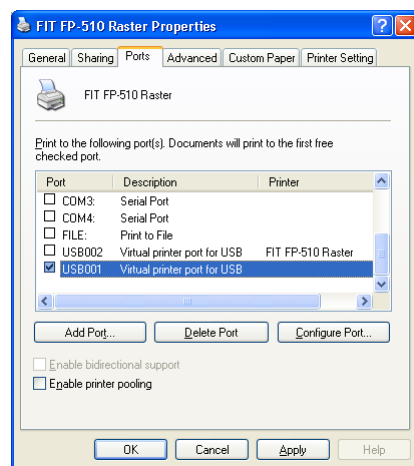 FIT FP-510 Raster Properties
General Sharing Ports Advanced Custom Paper Printer Setting
FIT FP-510 Raster
Print to the following port(s). Documents will print to the first free
checked port.
Port Description Printer
COM3: Serial Port
COM4: Serial Port
FILE: Print to File
USB002 Virtual printer port for USB FIT FP-510 Raster
USB001 Virtual printer port for USB
Add Port... Delete Port Configure Port...
Enable bidirectional support
Enable printer pooling
OK Cancel Apply Help